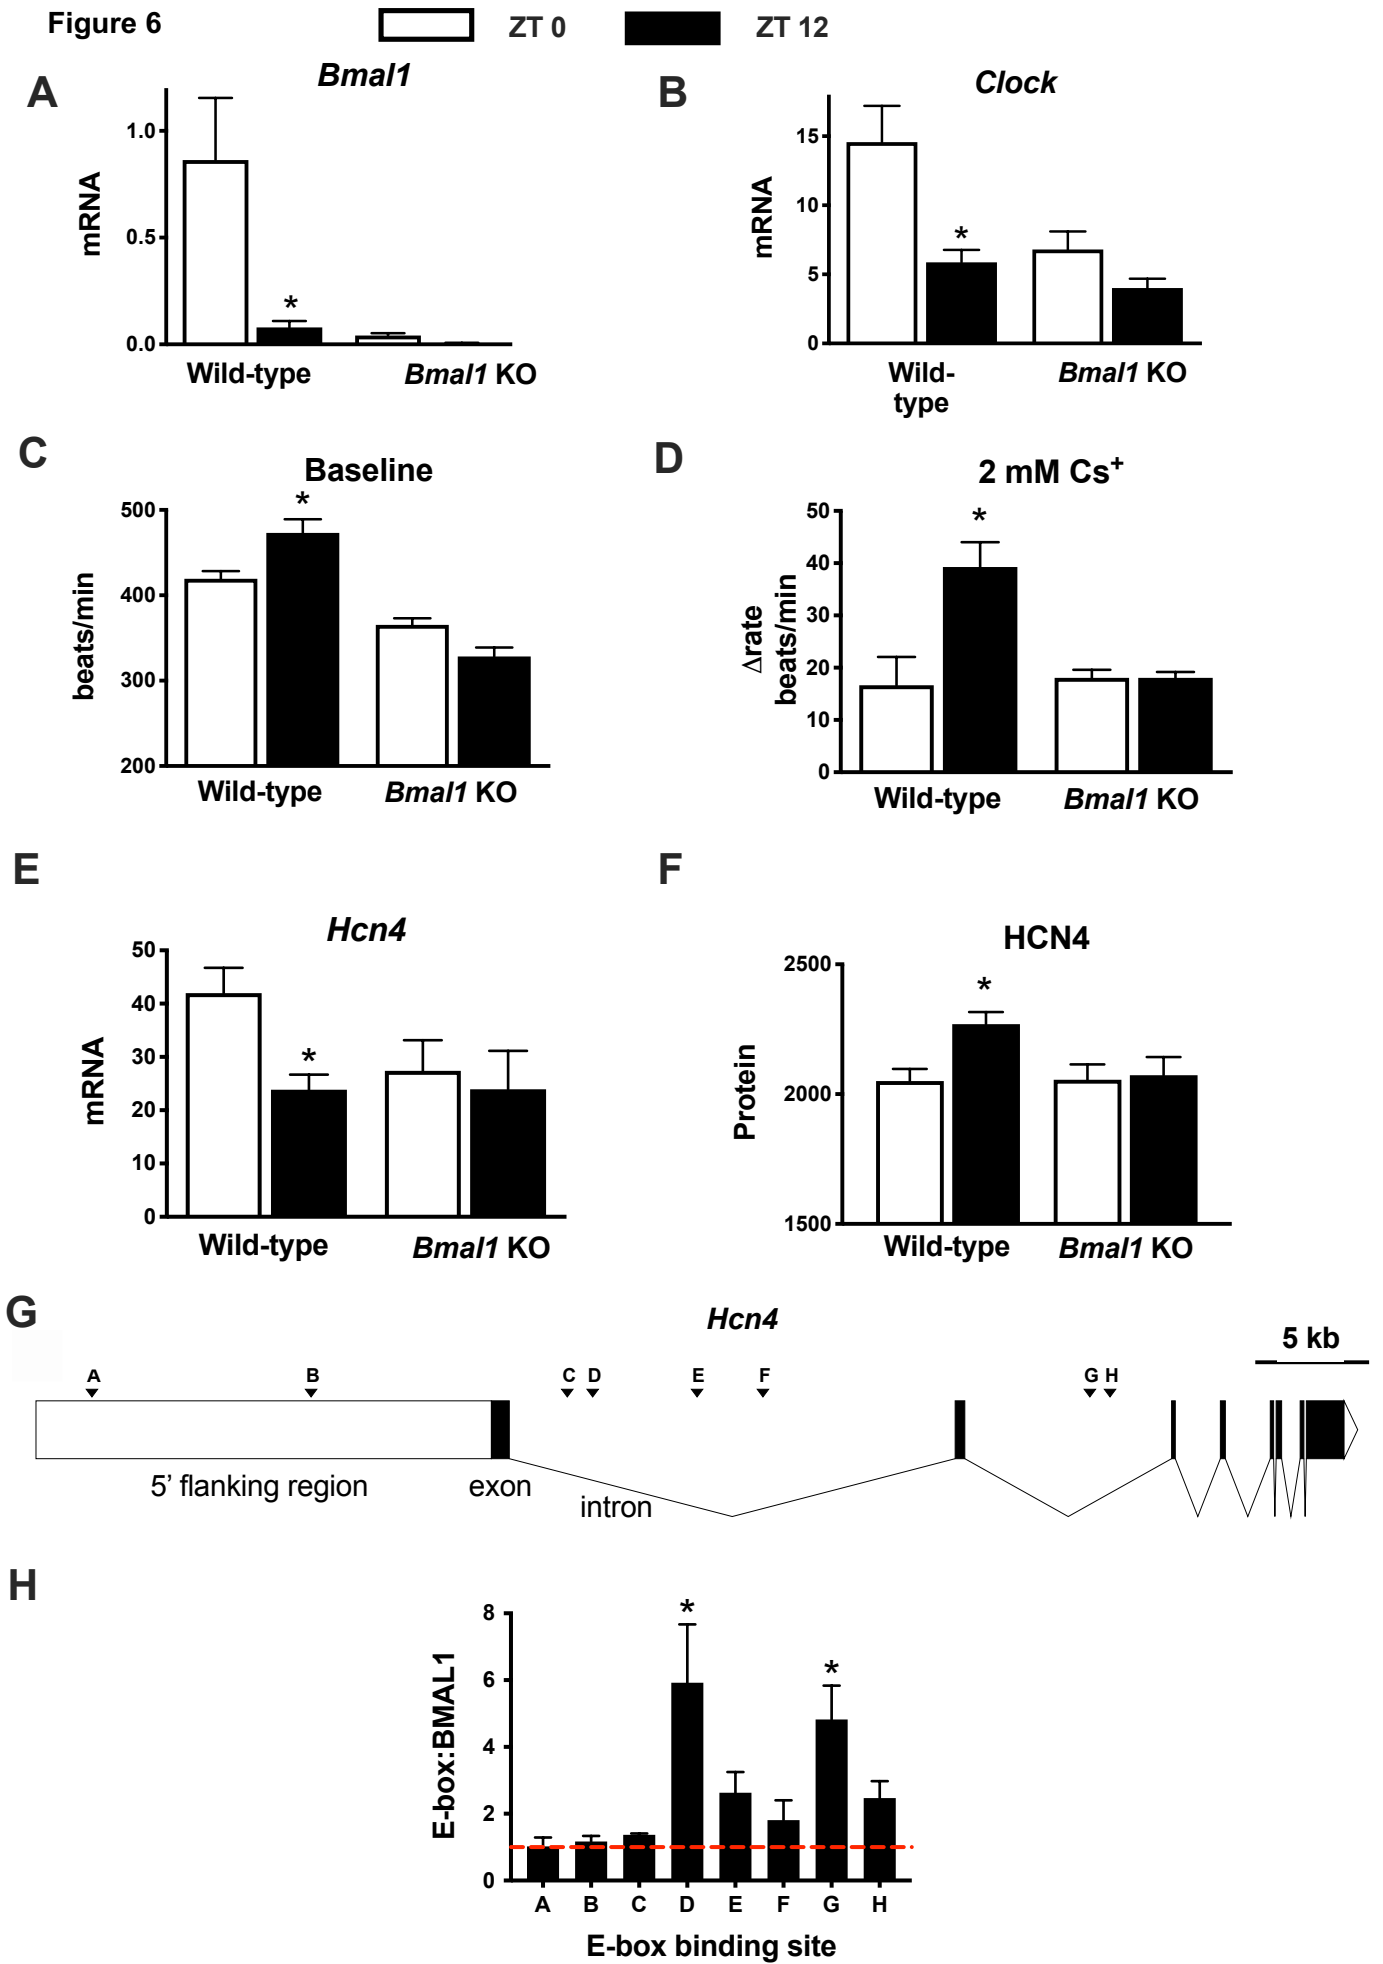 Figure 6
ZT 0
ZT 12
A
Bmal1
mRNA
1.0
0.5
0.0
*
Wild-type
Bmal1 KO
B
Clock
mRNA
15
10
5
0
*
Wild-
type
Bmal1 KO
C
Baseline
beats/min
500
400
300
200
*
Wild-type
Bmal1 KO
D
2 mM Cs⁺
Δrate
beats/min
50
40
30
20
10
0
*
Wild-type
Bmal1 KO
E
Hcn4
mRNA
50
40
30
20
10
0
*
Wild-type
Bmal1 KO
F
HCN4
Protein
2500
2000
1500
*
Wild-type
Bmal1 KO
G
Hcn4
5 kb
A B C D E F G H
5’ flanking region
exon
intron
H
E-box:BMAL1
8
6
4
2
0
*
*
A B C D E F G H
E-box binding site